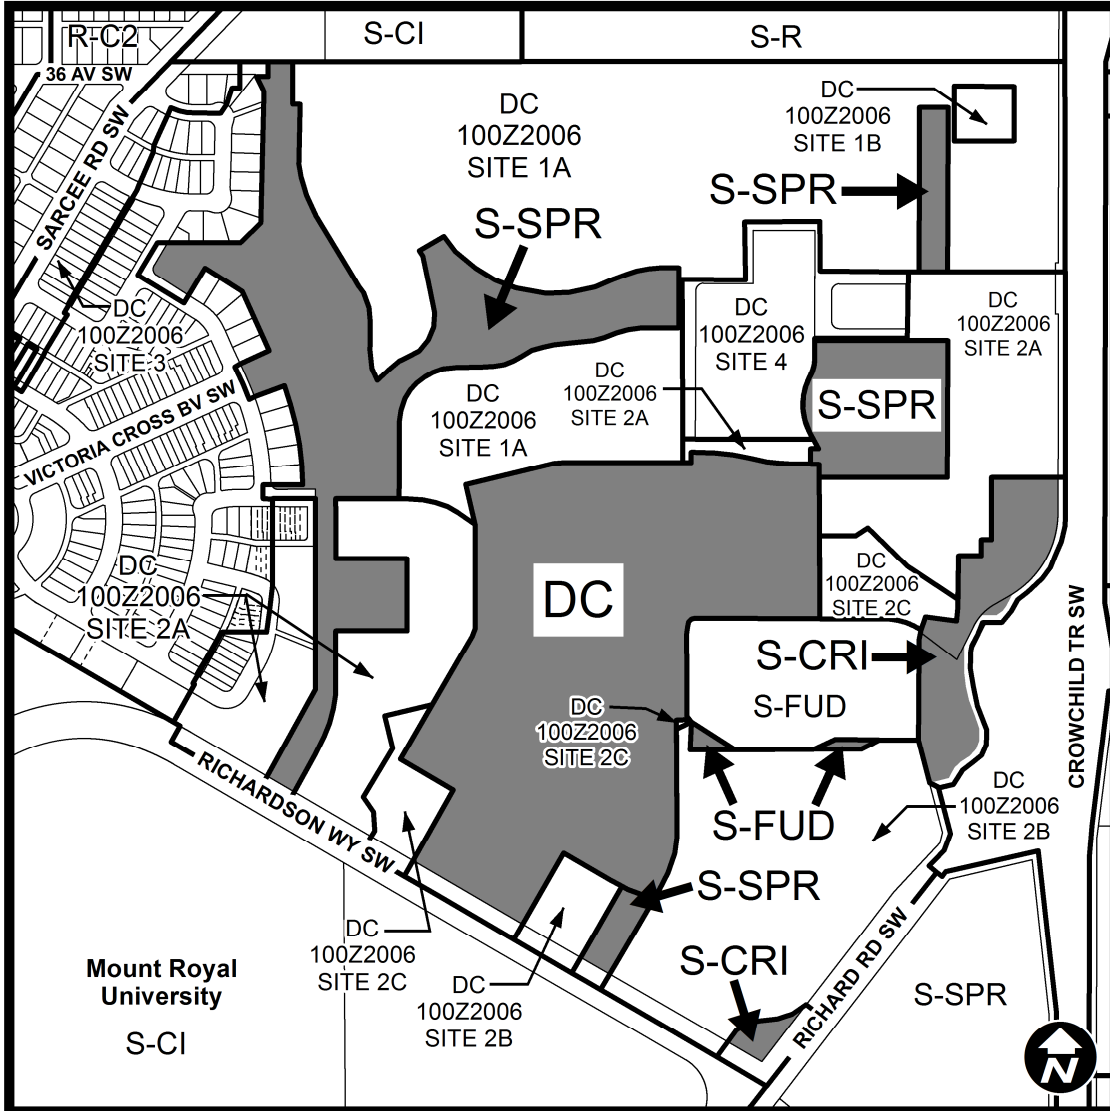 R-C2
S-CI
S-R
36 AV SW
SARCEE RD SW
DC
100Z2006
SITE 1A
DC
100Z2006
SITE 1B
S-SPR
S-SPR
DC
100Z2006
SITE 3
DC
100Z2006
SITE 4
DC
100Z2006
SITE 2A
DC
100Z2006
SITE 2A
DC
100Z2006
SITE 1A
S-SPR
VICTORIA CROSS BV SW
DC
100Z2006
SITE 2A
DC
DC
100Z2006
SITE 2C
S-CRI
S-FUD
CROWCHILD TR SW
DC
100Z2006
SITE 2C
RICHARDSON WY SW
DC
100Z2006
SITE 2B
S-FUD
S-SPR
DC
100Z2006
SITE 2C
S-CRI
RICHARD RD SW
Mount Royal
University
S-CI
DC
100Z2006
SITE 2B
S-SPR
N